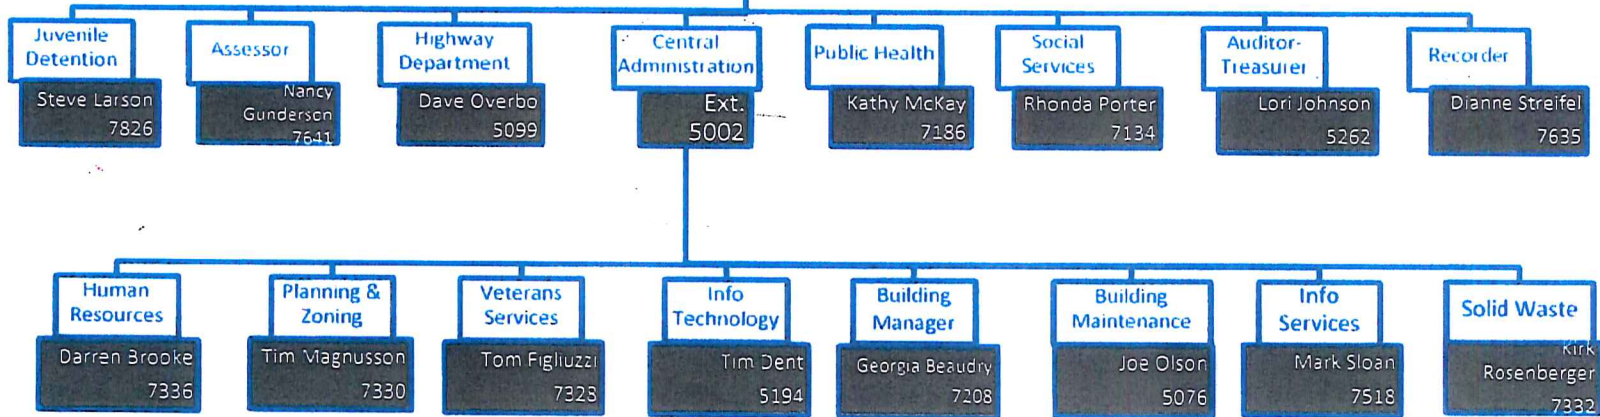 Juvenile
Detention
Steve Larson
7826
Assessor
Nancy
Gunderson
7641
Highway
Department
Dave Overbo
5099
Central
Administration
Ext.
5002
Public Health
Kathy McKay
7186
Social
Services
Rhonda Porter
7134
Auditor-
Treasurer
Lori Johnson
5262
Recorder
Dianne Streifel
7635
Human
Resources
Darren Brooke
7336
Planning &
Zoning
Tim Magnusson
7330
Veterans
Services
Tom Figliuzzi
7328
Info
Technology
Tim Dent
5194
Building
Manager
Georgia Beaudry
7208
Building
Maintenance
Joe Olson
5076
Info
Services
Mark Sloan
7518
Solid Waste
Kirk
Rosenberger
7332